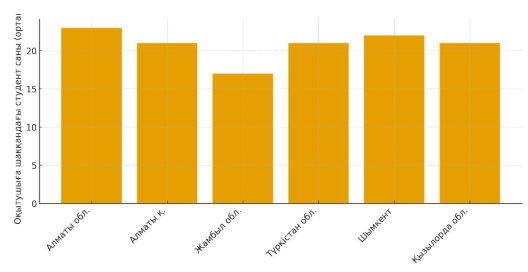 Оқытушыға шаққандағы студент саны (орта
20
15
10
5
0
Алматы обл.
Алматы қ.
Жамбыл обл.
Түркістан обл.
Шымкент
Қызылорда обл.